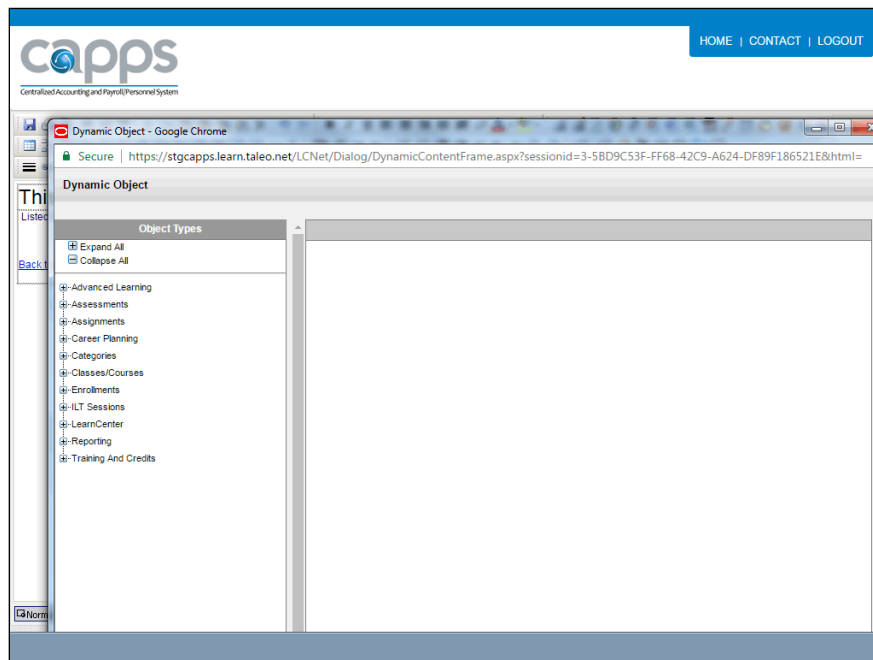 HOME | CONTACT | LOGOUT
capps
Centralized Accounting and Payroll/Personnel System
Dynamic Object - Google Chrome
Secure | https://stgcapps.learn.taleo.net/LCNet/Dialog/DynamicContentFrame.aspx?sessionid=3-5BD9C53F-FF68-42C9-A624-DF89F186521E&html=
Dynamic Object
Thi
Listed
Back t
Object Types
Expand All
Collapse All
Advanced Learning
Assessments
Assignments
Career Planning
Categories
Classes/Courses
Enrollments
ILT Sessions
LearnCenter
Reporting
Training And Credits
Norm